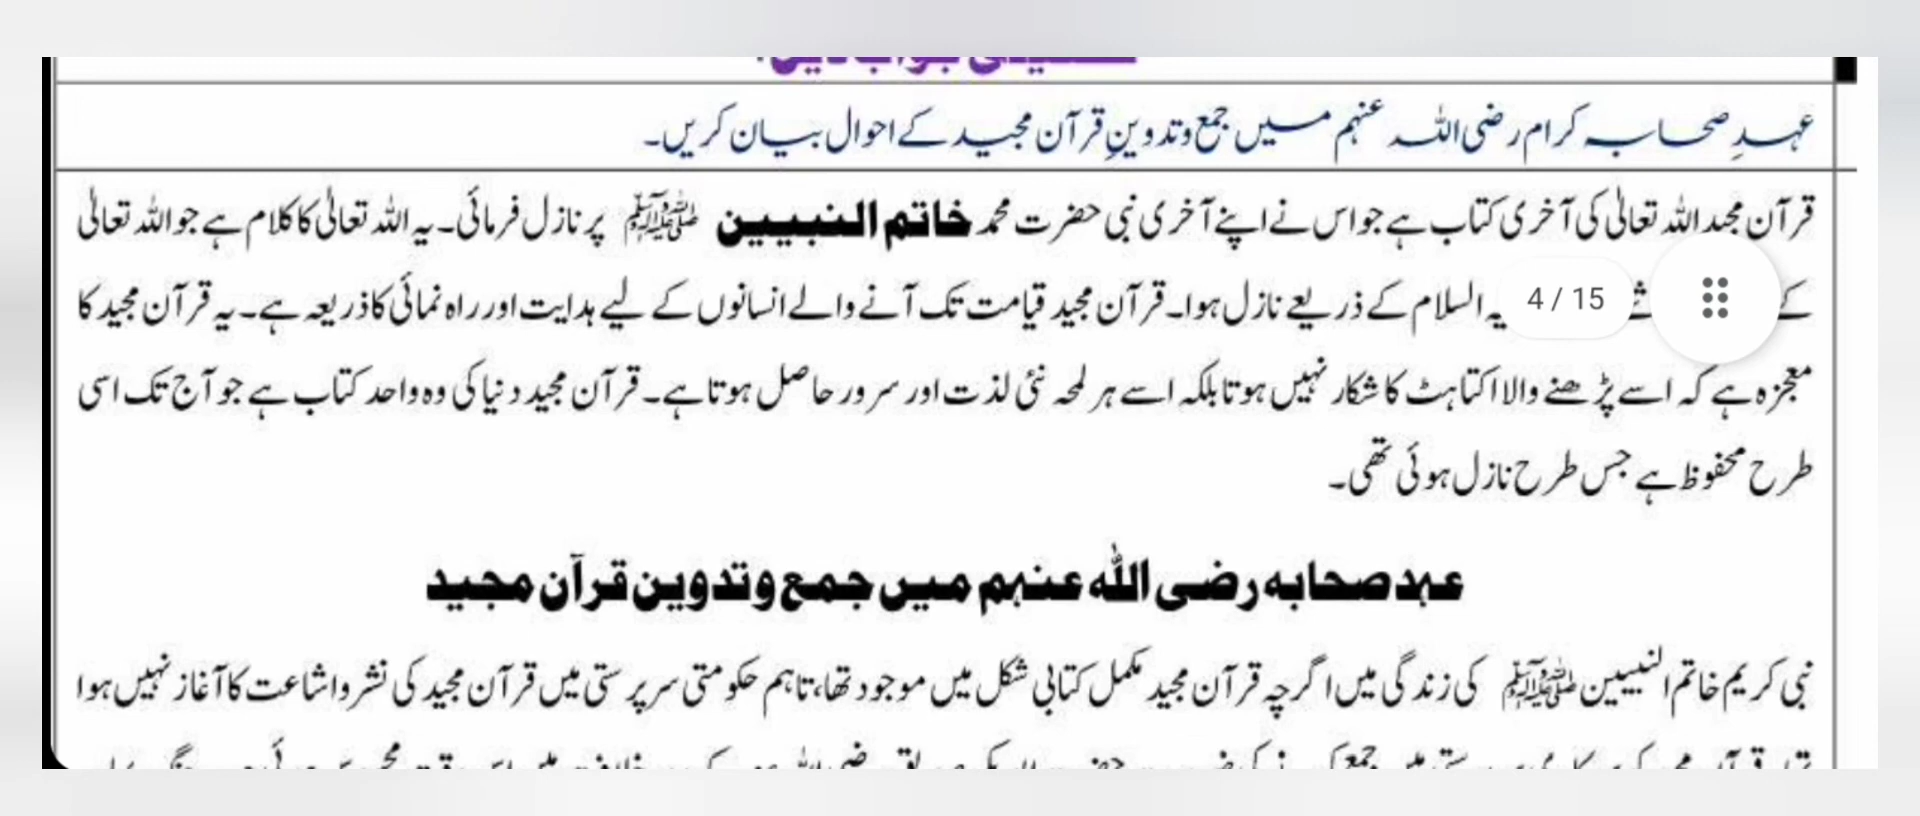 تفصیلی جواب دیں۔
عہدِ صحابہ کرام رضی اللہ عنہم میں جمع و تدوینِ قرآن مجید کے احوال بیان کریں۔
قرآن مجید اللہ تعالیٰ کی آخری کتاب ہے جو اس نے اپنے آخری نبی حضرت محمد خاتم النبیین ﷺ پر نازل فرمائی۔ یہ اللہ تعالیٰ کا کلام ہے جو اللہ تعالیٰ
کے السلام کے ذریعے نازل ہوا۔ قرآن مجید قیامت تک آنے والے انسانوں کے لیے ہدایت اور راہ نمائی کا ذریعہ ہے۔ یہ قرآن مجید کا
4 / 15
معجزہ ہے کہ اسے پڑھنے والا اکتاہٹ کا شکار نہیں ہوتا بلکہ اسے ہر لمحہ نئی لذت اور سرور حاصل ہوتا ہے۔ قرآن مجید دنیا کی وہ واحد کتاب ہے جو آج تک اسی
طرح محفوظ ہے جس طرح نازل ہوئی تھی۔
عہد صحابہ رضی اللہ عنہم میں جمع و تدوین قرآن مجید
نبی کریم خاتم النبیین ﷺ کی زندگی میں اگرچہ قرآن مجید مکمل کتابی شکل میں موجود تھا، تاہم حکومتی سرپرستی میں قرآن مجید کی نشر و اشاعت کا آغاز نہیں ہوا